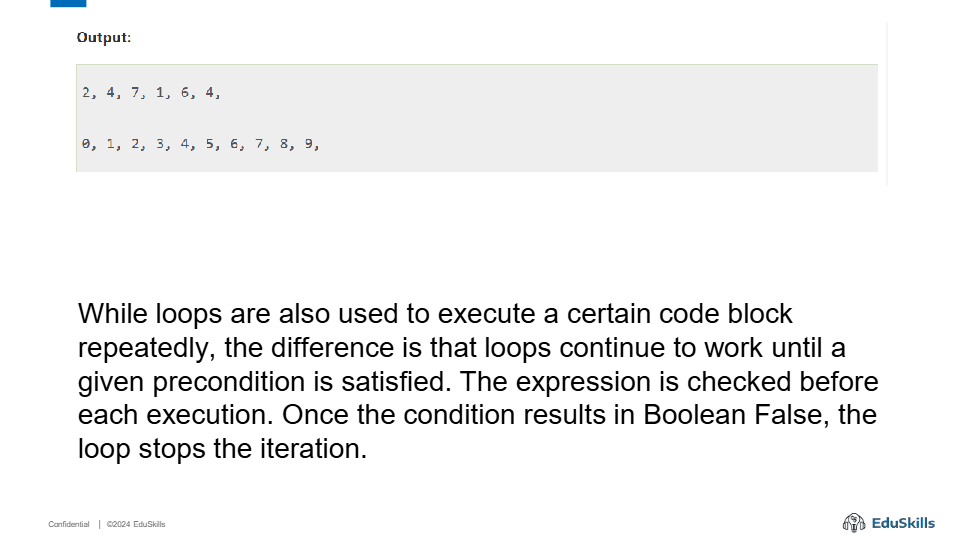 Output:
2, 4, 7, 1, 6, 4,
0, 1, 2, 3, 4, 5, 6, 7, 8, 9,
While loops are also used to execute a certain code block
repeatedly, the difference is that loops continue to work until a
given precondition is satisfied. The expression is checked before
each execution. Once the condition results in Boolean False, the
loop stops the iteration.
Confidential | ©2024 EduSkills
EduSkills